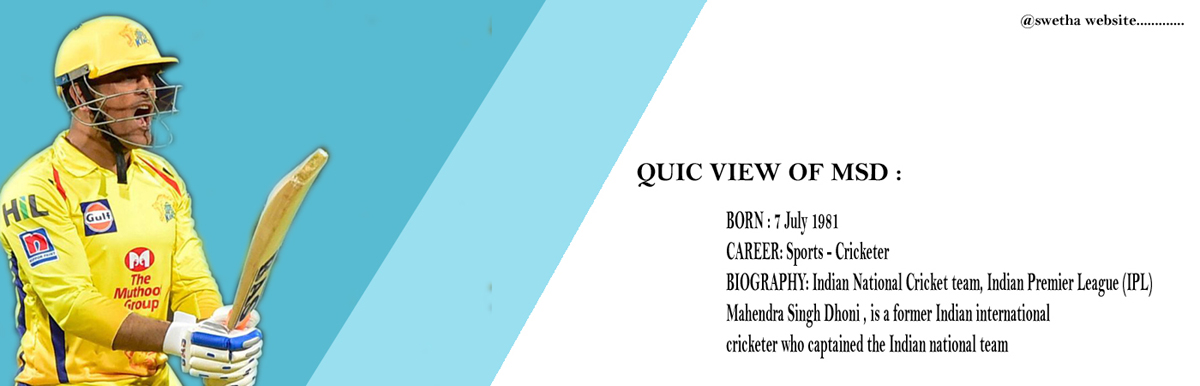 @swetha website.............
QUIC VIEW OF MSD :
BORN : 7 July 1981
CAREER: Sports - Cricketer
BIOGRAPHY: Indian National Cricket team, Indian Premier League (IPL)
Mahendra Singh Dhoni , is a former Indian international
cricketer who captained the Indian national team
HIL
Gulf
n
M
The
Muthoot
Group